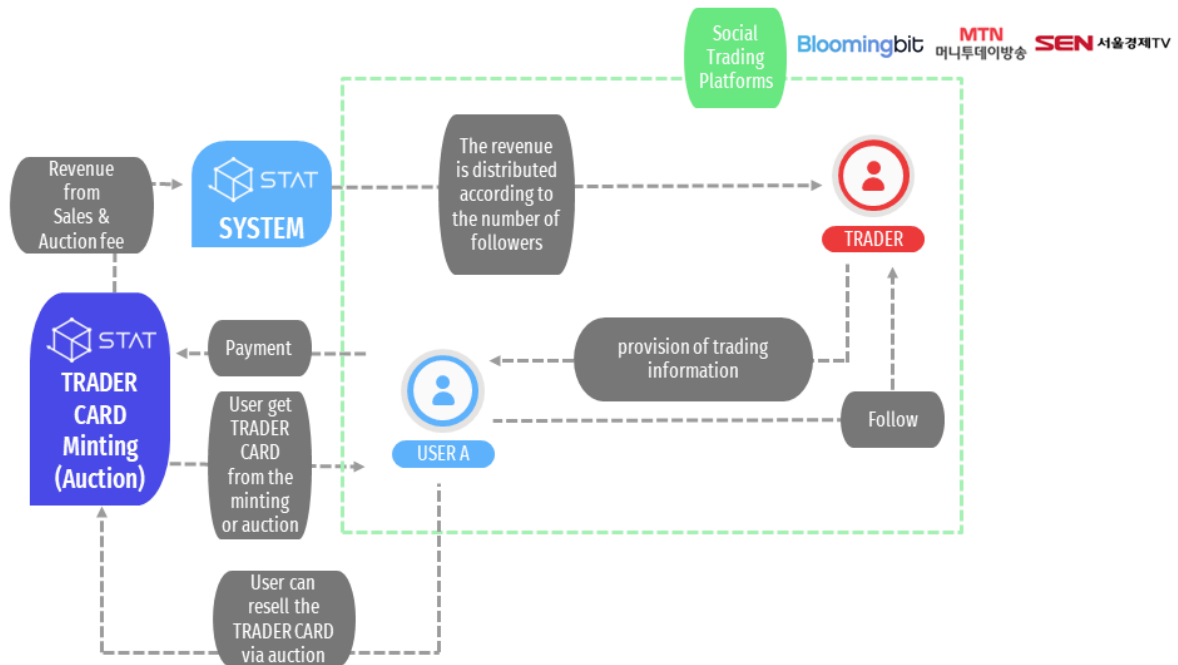 Social
Trading
Platforms
Bloomingbit
MTN
머니투데이방송
SEN 서울경제TV
Revenue
from
Sales &
Auction fee
STAT
SYSTEM
The revenue
is distributed
according to
the number of
followers
TRADER
STAT
TRADER
CARD
Minting
(Auction)
Payment
provision of trading
information
User get
TRADER
CARD
from the
minting
or auction
USER A
Follow
User can
resell the
TRADER CARD
via auction